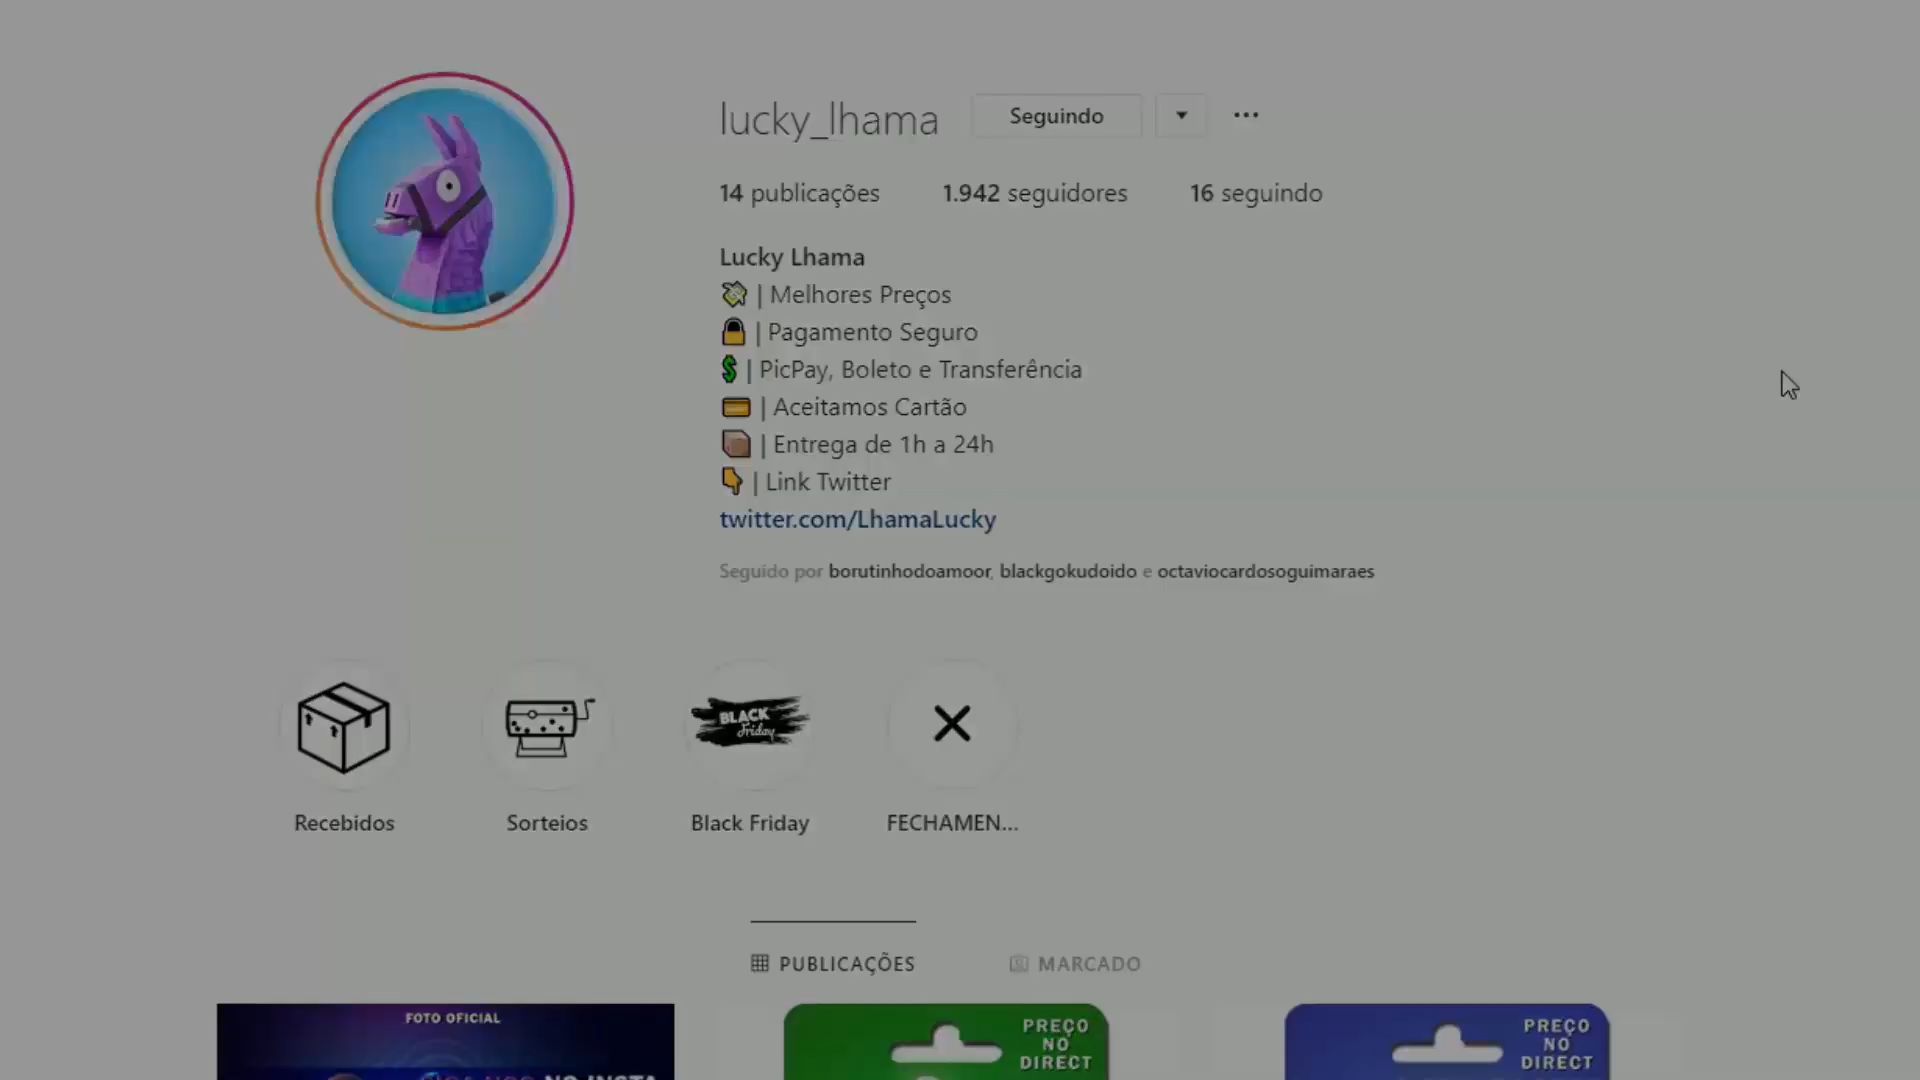 lucky_lhama Seguindo
14 publicações 1.942 seguidores 16 seguindo
Lucky Lhama
| Melhores Preços
| Pagamento Seguro
| PicPay, Boleto e Transferência
| Aceitamos Cartão
| Entrega de 1h a 24h
| Link Twitter
twitter.com/LhamaLucky
Seguido por borutinhodoamoor, blackgokudoido e octaviocardosoguimaraes
BLACK
Friday
Recebidos Sorteios Black Friday FECHAMEN...
PUBLICAÇÕES MARCADO
FOTO OFICIAL
NO INSTA
PREÇO
NO
DIRECT
PREÇO
NO
DIRECT